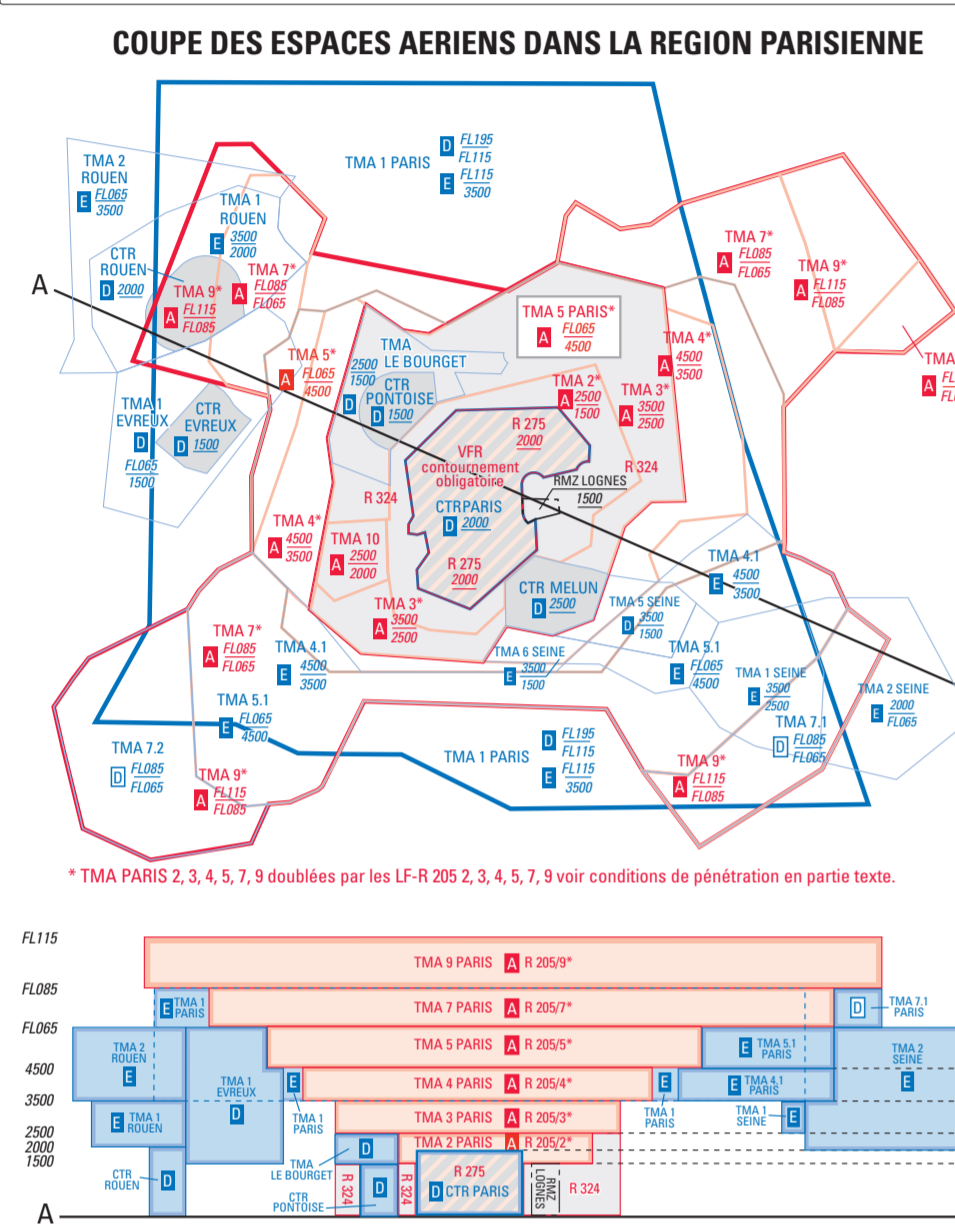 COUPE DES ESPACES AERIENS DANS LA REGION PARISIENNE
TMA 2
ROUEN
E FL065
3500
TMA 1
ROUEN
E 3500
2000
CTR
ROUEN
D 2000
TMA 9*
A FL115
FL085
TMA 7*
A FL085
FL065
TMA 1 PARIS
D FL195
FL115
E FL115
3500
TMA 7*
A FL085
FL065
TMA 9*
A FL115
FL085
TMA
A
A
TMA 5 PARIS*
A FL065
4500
TMA 5*
A FL065
4500
TMA
LE BOURGET
2500
1500
D
CTR
PONTOISE
D 1500
TMA 4*
A 4500
3500
TMA 2*
A 2500
1500
TMA 3*
A 3500
2500
TMA 1
EVREUX
D
FL065
1500
CTR
EVREUX
D 1500
R 275
2000
VFR
contournement
obligatoire
R 324
RMZ LOGNES
1500
R 324
CTR PARIS
D 2000
TMA 4*
A 4500
3500
TMA 10
A 2500
2000
R 275
2000
TMA 3*
A 3500
2500
CTR MELUN
D 2500
TMA 4.1
E 4500
3500
TMA 5 SEINE
D 3500
1500
TMA 7*
A FL085
FL065
TMA 4.1
E 4500
3500
TMA 6 SEINE
E 3500
1500
TMA 5.1
E FL065
4500
TMA 1 SEINE
E 3500
2500
TMA 2 SEINE
E 2000
FL065
TMA 5.1
E FL065
4500
TMA 7.1
D FL085
FL065
TMA 7.2
D FL085
FL065
TMA 9*
A FL115
FL085
TMA 1 PARIS
D FL195
FL115
E FL115
3500
TMA 9*
A FL115
FL085
* TMA PARIS 2, 3, 4, 5, 7, 9 doublées par les LF-R 205 2, 3, 4, 5, 7, 9 voir conditions de pénétration en partie texte.
FL115
TMA 9 PARIS A R 205/9*
FL085
E TMA 1
PARIS
TMA 7 PARIS A R 205/7*
D TMA 7.1
PARIS
FL065
TMA 2
ROUEN
E
TMA 1
EVREUX
D
TMA 5 PARIS A R 205/5*
E TMA 5.1
PARIS
TMA 2
SEINE
E
4500
E
TMA 1
PARIS
TMA 4 PARIS A R 205/4*
E
TMA 1
PARIS
E TMA 4.1
PARIS
3500
E TMA 1
ROUEN
TMA 3 PARIS A R 205/3*
TMA 1
SEINE
E
2500
TMA
LE BOURGET
D
TMA 2 PARIS A R 205/2*
2000
1500
CTR
ROUEN
D
CTR
PONTOISE
D
R 324
R 324
R 275
D CTR PARIS
RMZ
LOGNES
R 324
A